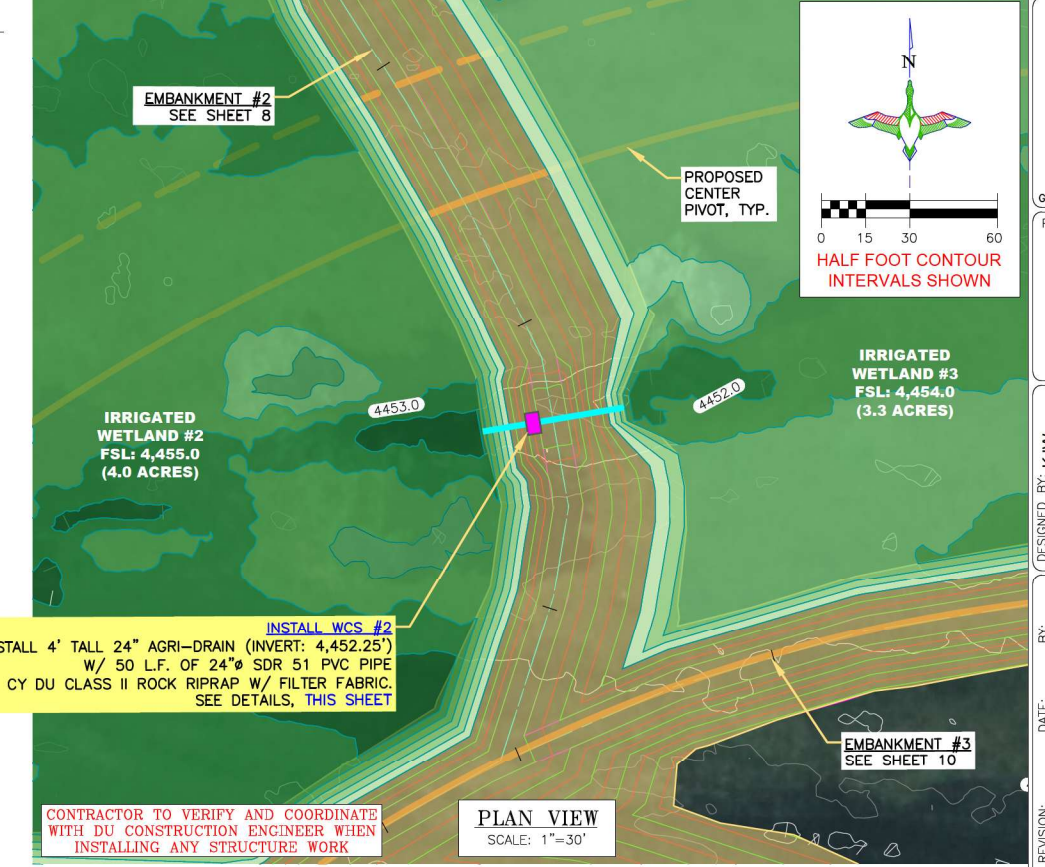 EMBANKMENT #2
SEE SHEET 8
N
0 15 30 60
HALF FOOT CONTOUR
INTERVALS SHOWN
PROPOSED
CENTER
PIVOT, TYP.
IRRIGATED
WETLAND #3
FSL: 4,454.0
(3.3 ACRES)
4453.0
4452.0
IRRIGATED
WETLAND #2
FSL: 4,455.0
(4.0 ACRES)
INSTALL WCS #2
STALL 4' TALL 24" AGRI-DRAIN (INVERT: 4,452.25')
W/ 50 L.F. OF 24"ø SDR 51 PVC PIPE
CY DU CLASS II ROCK RIPRAP W/ FILTER FABRIC.
SEE DETAILS, THIS SHEET
EMBANKMENT #3
SEE SHEET 10
CONTRACTOR TO VERIFY AND COORDINATE
WITH DU CONSTRUCTION ENGINEER WHEN
INSTALLING ANY STRUCTURE WORK
PLAN VIEW
SCALE: 1"=30'
DESIGNED BY:
BY:
DATE:
REVISION: